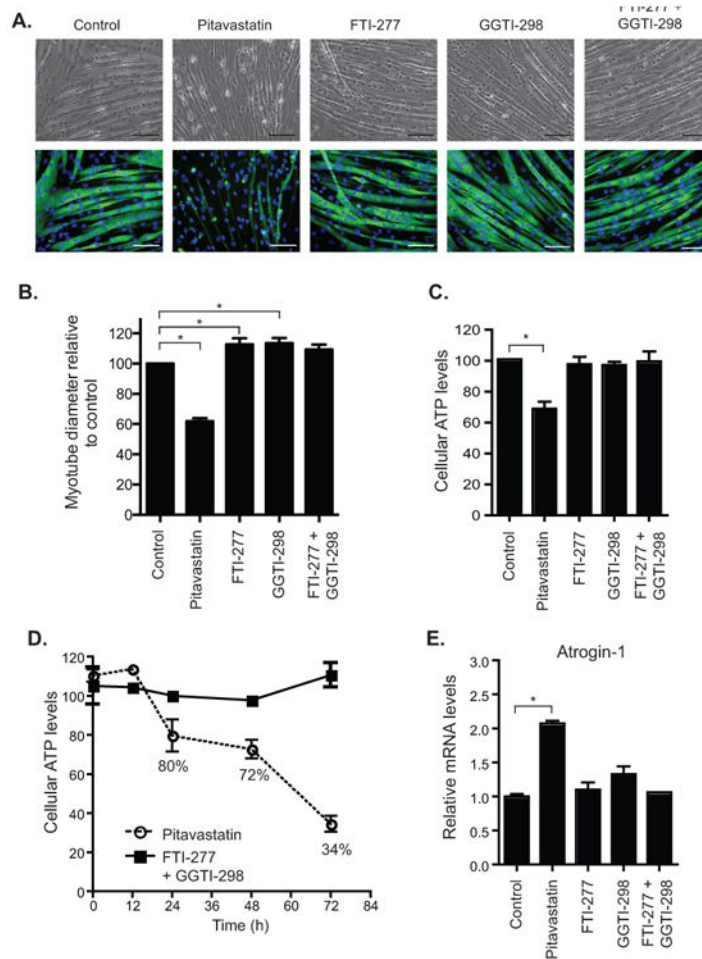 A.
Control
Pitavastatin
FTI-277
GGTI-298
FTI-277 +
GGTI-298
B.
Myotube diameter relative
to control
120
100
80
60
40
20
0
*
*
*
Control
Pitavastatin
FTI-277
GGTI-298
FTI-277 +
GGTI-298
C.
Cellular ATP levels
120
100
80
60
40
20
0
*
Control
Pitavastatin
FTI-277
GGTI-298
FTI-277 +
GGTI-298
D.
Cellular ATP levels
120
100
80
60
40
20
0
80%
72%
34%
Pitavastatin
FTI-277
+ GGTI-298
0 12 24 36 48 60 72 84
Time (h)
E.
Atrogin-1
Relative mRNA levels
3.0
2.5
2.0
1.5
1.0
0.5
0.0
*
Control
Pitavastatin
FTI-277
GGTI-298
FTI-277 +
GGTI-298